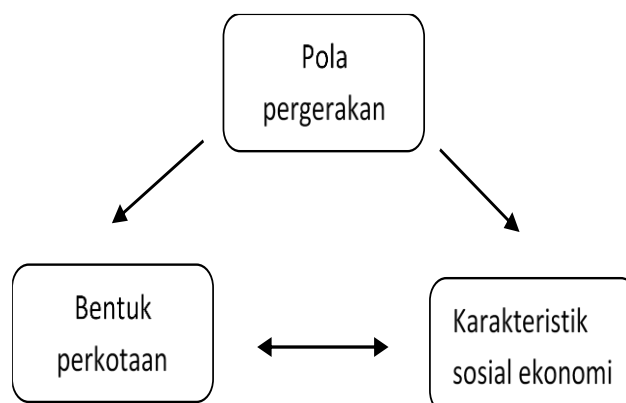 Pola
pergerakan
Bentuk
perkotaan
Karakteristik
sosial ekonomi